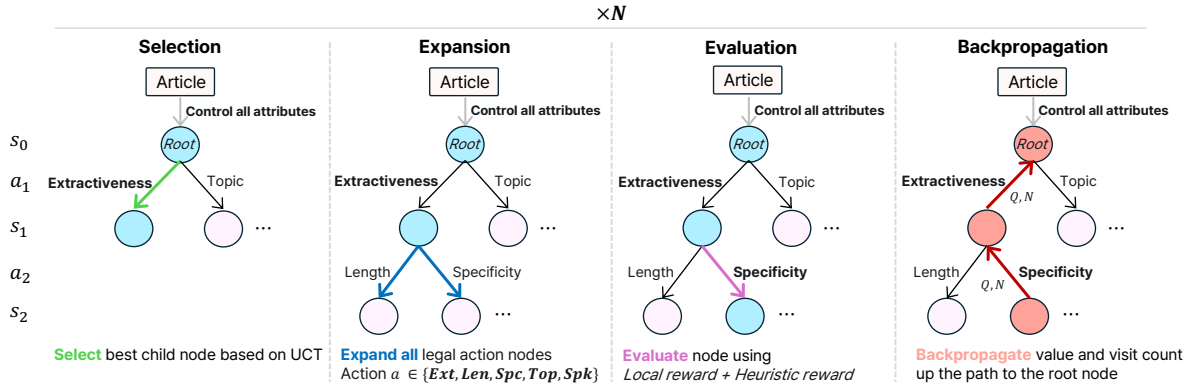 ×N
Selection
Expansion
Evaluation
Backpropagation
Article
Article
Article
Article
Control all attributes
Control all attributes
Control all attributes
Control all attributes
s₀
Root
Root
Root
Root
a₁
Extractiveness
Topic
Extractiveness
Topic
Extractiveness
Topic
Extractiveness
Q, N
Topic
s₁
...
...
...
...
a₂
Length
Specificity
Length
Specificity
Length
Q, N
Specificity
s₂
...
...
...
Select best child node based on UCT
Expand all legal action nodes
Action a ∈ {Ext, Len, Spc, Top, Spk}
Evaluate node using
Local reward + Heuristic reward
Backpropagate value and visit count
up the path to the root node